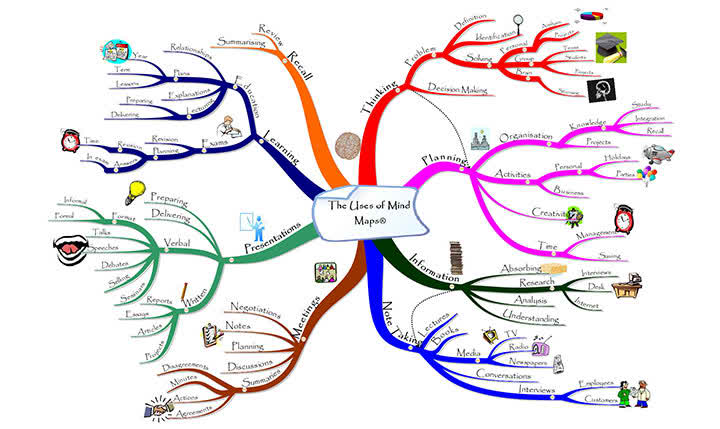 The Uses of Mind
Maps®
Thinking
Problem
Definition
Identification
Solving
Personal
Analysis
Projects
Group
Teams
Students
Brain
Projects
Storming
Decision Making
Planning
Organisation
Knowledge
Study
Integration
Recall
Projects
Activities
Personal
Holidays
Parties
Business
Creativity
Time
Management
Saving
Information
Absorbing
Research
Interviews
Desk
Internet
Analysis
Understanding
Note Taking
Lectures
Books
Media
TV
Radio
Newspapers
Conversations
Interviews
Employees
Customers
Meetings
Negotiations
Notes
Planning
Discussions
Summaries
Disagreements
Minutes
Actions
Agreements
Presentations
Preparing
Delivering
Verbal
Format
Informal
Formal
Talks
Speeches
Debates
Selling
Seminars
Written
Reports
Essays
Articles
Projects
Learning
Education
Relationships
Plans
Year
Term
Lessons
Explanations
Lectures
Preparing
Delivering
Exams
Revision
Planning
Revision
Time
Answers
In exam
Recall
Review
Summarising